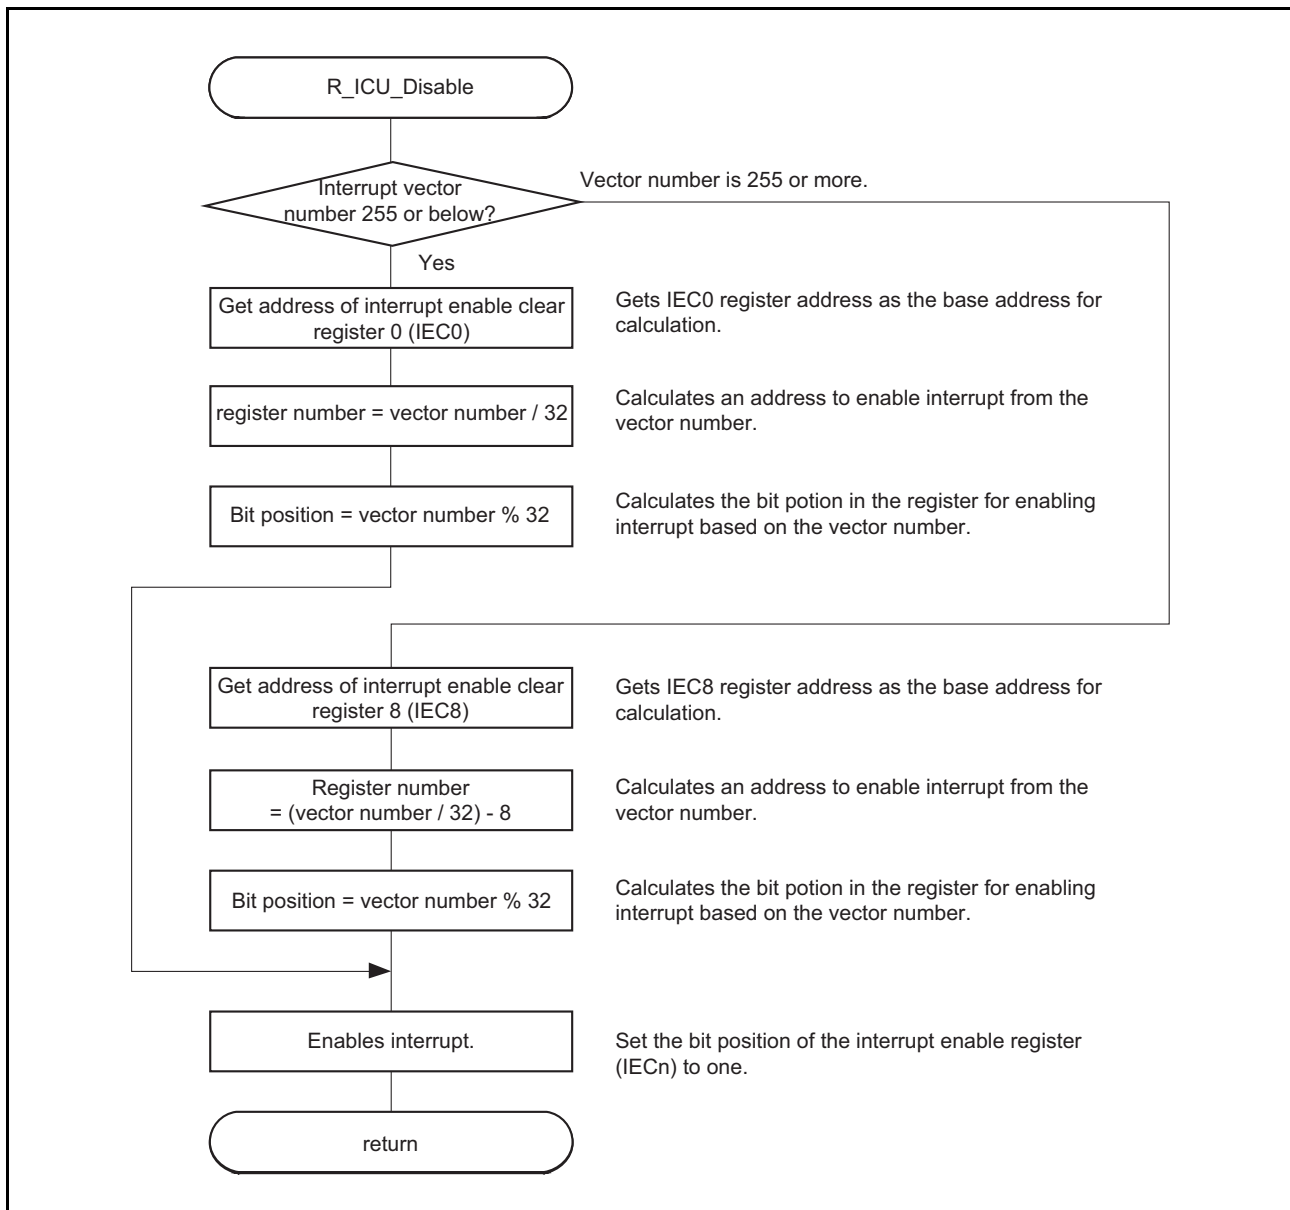 R_ICU_Disable
Interrupt vector
number 255 or below?
Vector number is 255 or more.
Yes
Get address of interrupt enable clear
register 0 (IEC0)
Gets IEC0 register address as the base address for
calculation.
register number = vector number / 32
Calculates an address to enable interrupt from the
vector number.
Bit position = vector number % 32
Calculates the bit potion in the register for enabling
interrupt based on the vector number.
Get address of interrupt enable clear
register 8 (IEC8)
Gets IEC8 register address as the base address for
calculation.
Register number
= (vector number / 32) - 8
Calculates an address to enable interrupt from the
vector number.
Bit position = vector number % 32
Calculates the bit potion in the register for enabling
interrupt based on the vector number.
Enables interrupt.
Set the bit position of the interrupt enable register
(IECn) to one.
return